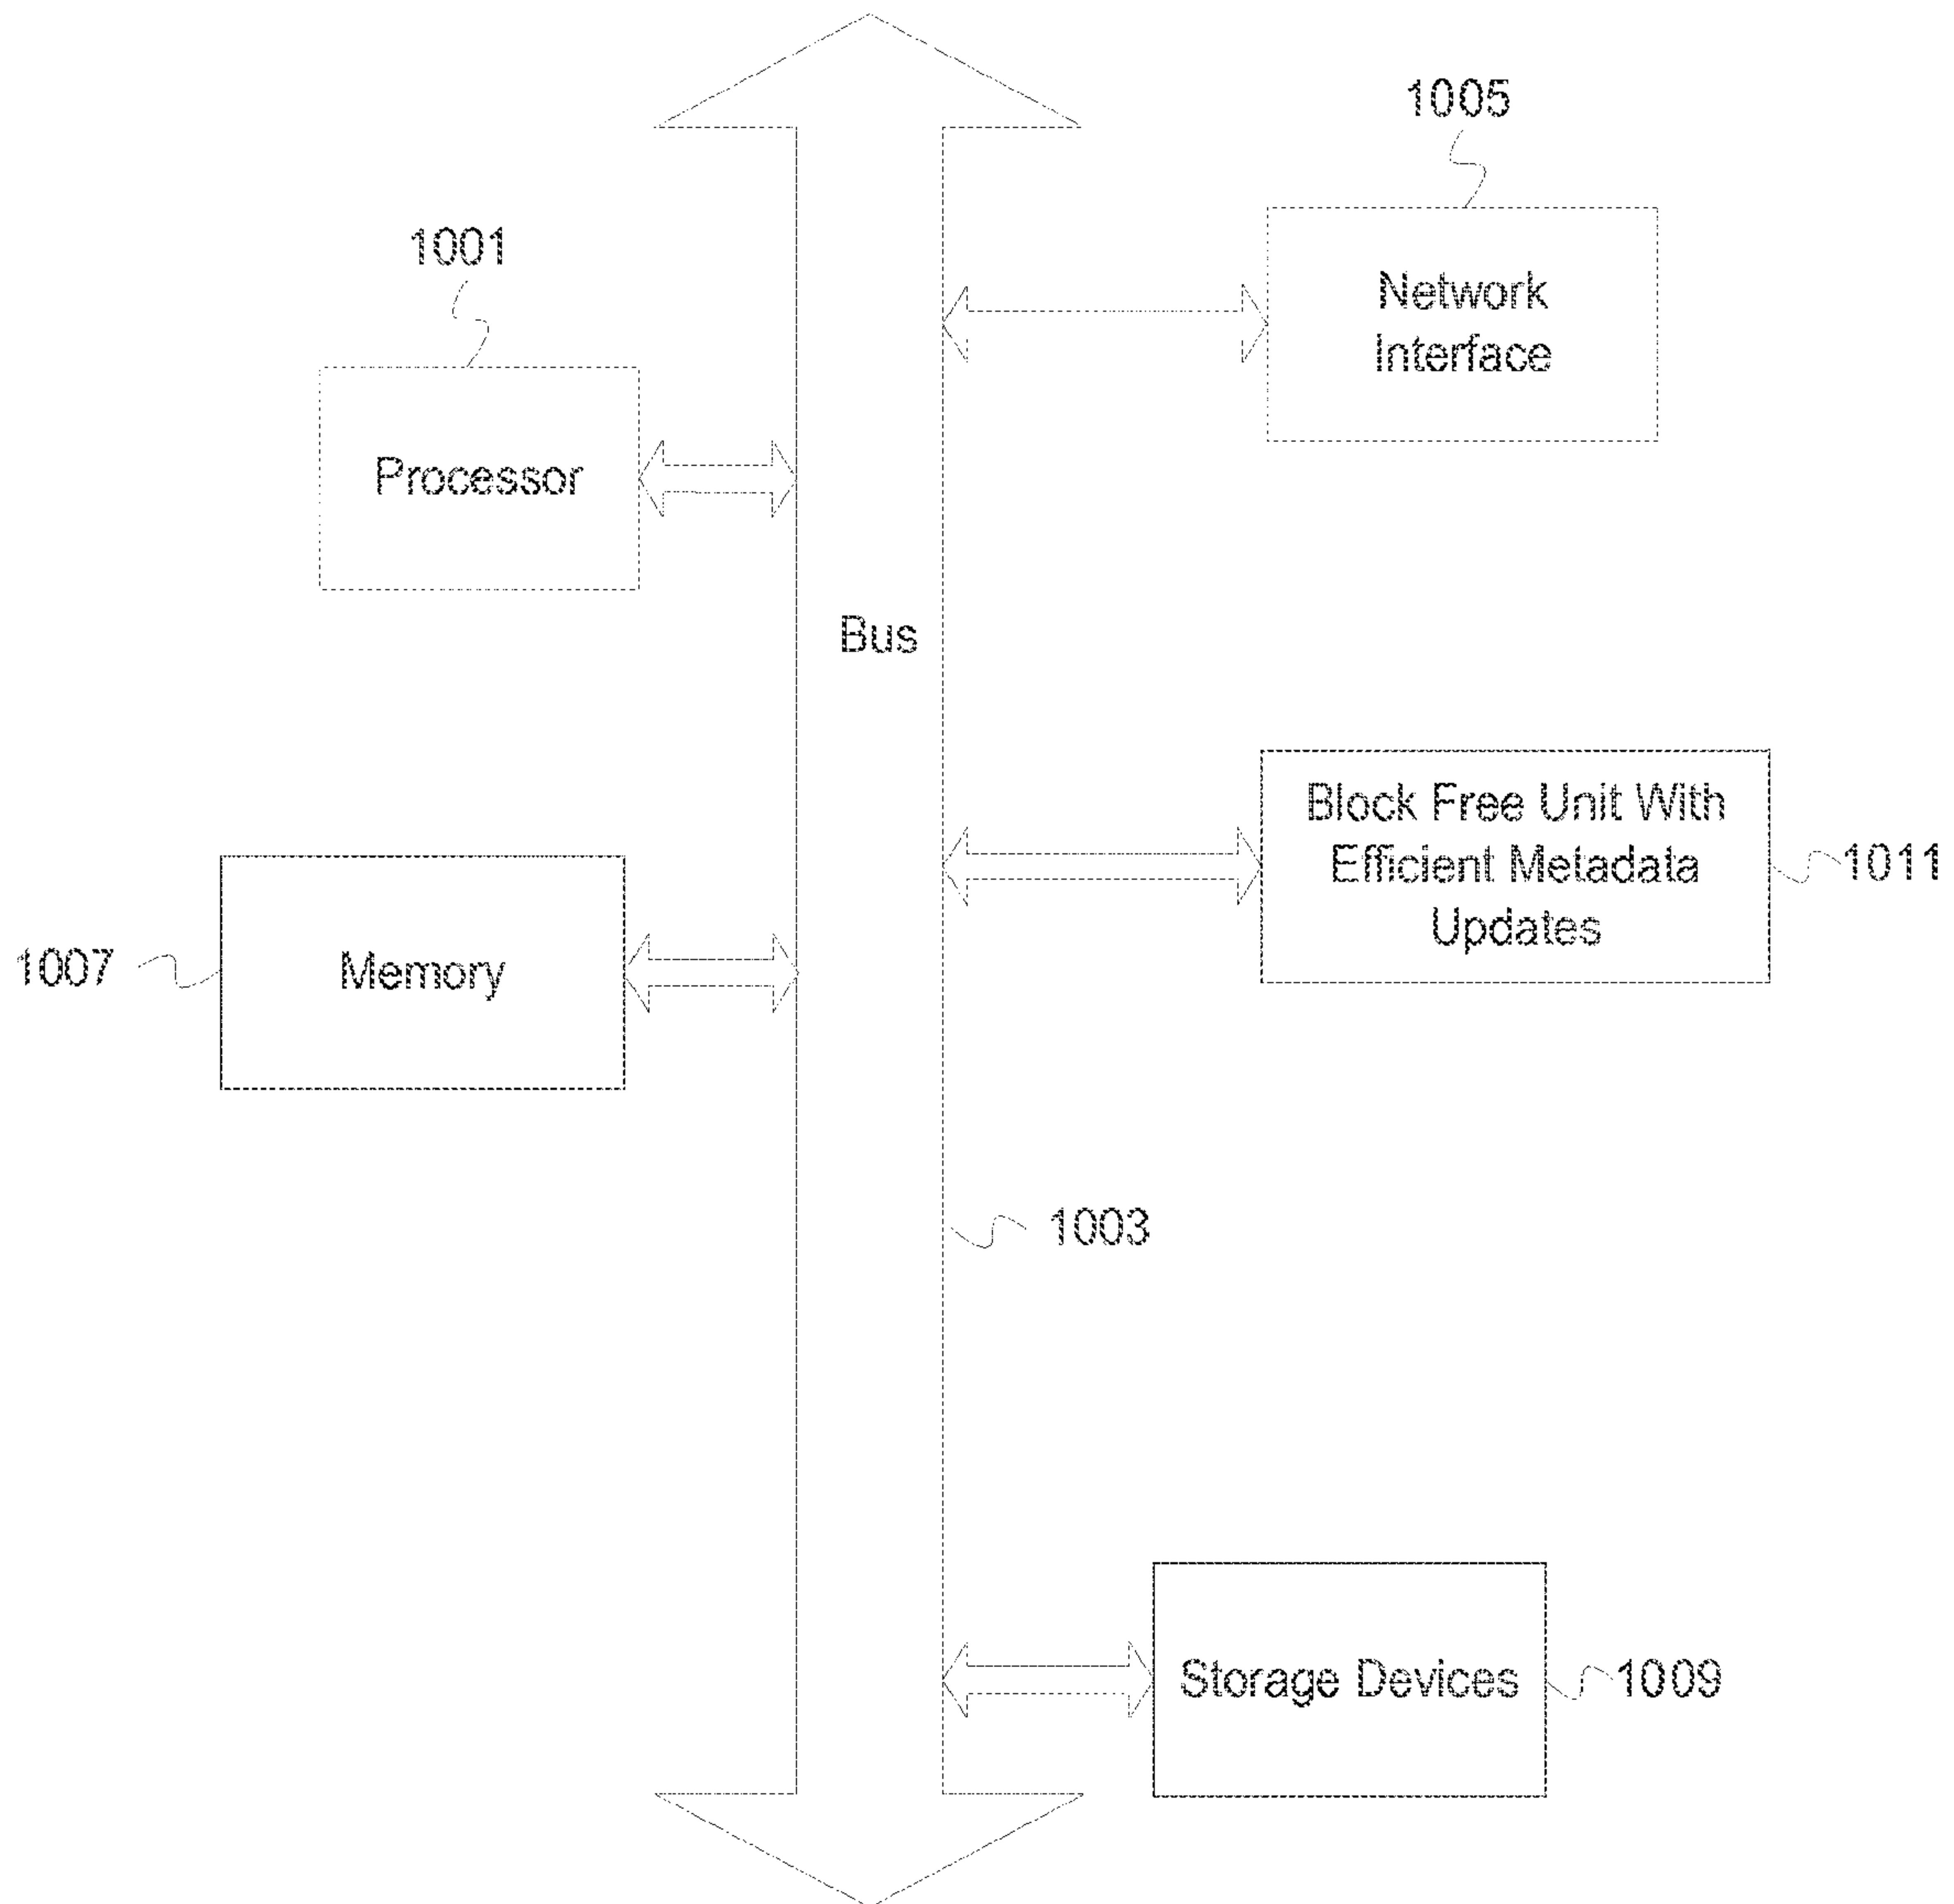 1005
Network
Interface
1001
Processor
Bus
Block Free Unit With
Efficient Metadata
Updates
1011
1007
Memory
1003
Storage Devices
1009